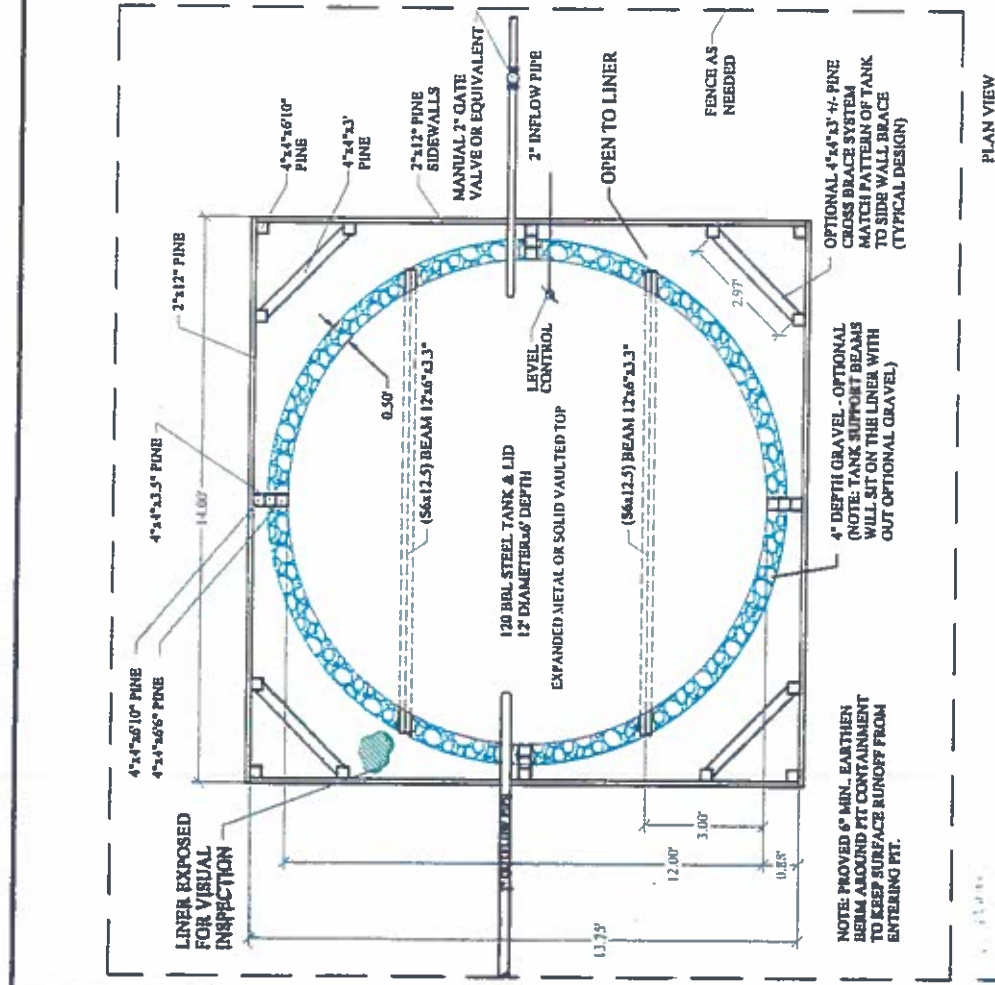 4"x4"x6'10" PINE
4"x4"x6'6" PINE
4"x4"x3.5" PINE
14.00'
2"x12" PINE
4"x4"x6'10"
PINE
4"x4"x3'
PINE
2"x12" PINE
SIDEWALLS
MANUAL 2" GATE
VALVE OR EQUIVALENT
2" INFLOW PIPE
OPEN TO LINER
FENCE AS
NEEDED
LINER EXPOSED
FOR VISUAL
INSPECTION
0.50'
(S6x12.5) BEAM 12'x6"x3.3"
120 BBL STEEL TANK & LID
12' DIAMETERx6' DEPTH
EXPANDED METAL OR SOLID VAULTED TOP
LEVEL
CONTROL
(S6x12.5) BEAM 12'x6"x3.3"
13.75'
12.00'
3.00'
0.88'
2.97'
NOTE: PROVED 6" MIN., EARTHEN
BERM AROUND PIT CONTAINMENT
TO KEEP SURFACE RUNOFF FROM
ENTERING PIT.
4" DEPTH GRAVEL - OPTIONAL
(NOTE: TANK SUPPORT BEAMS
WILL SIT ON THE LINER WITH
OUT OPTIONAL GRAVEL)
OPTIONAL 4"x4"x3' +/- PINE
CROSS BRACE SYSTEM
MATCH PATTERN OF TANK
TO SIDE WALL BRACE
(TYPICAL DESIGN)
PLAN VIEW